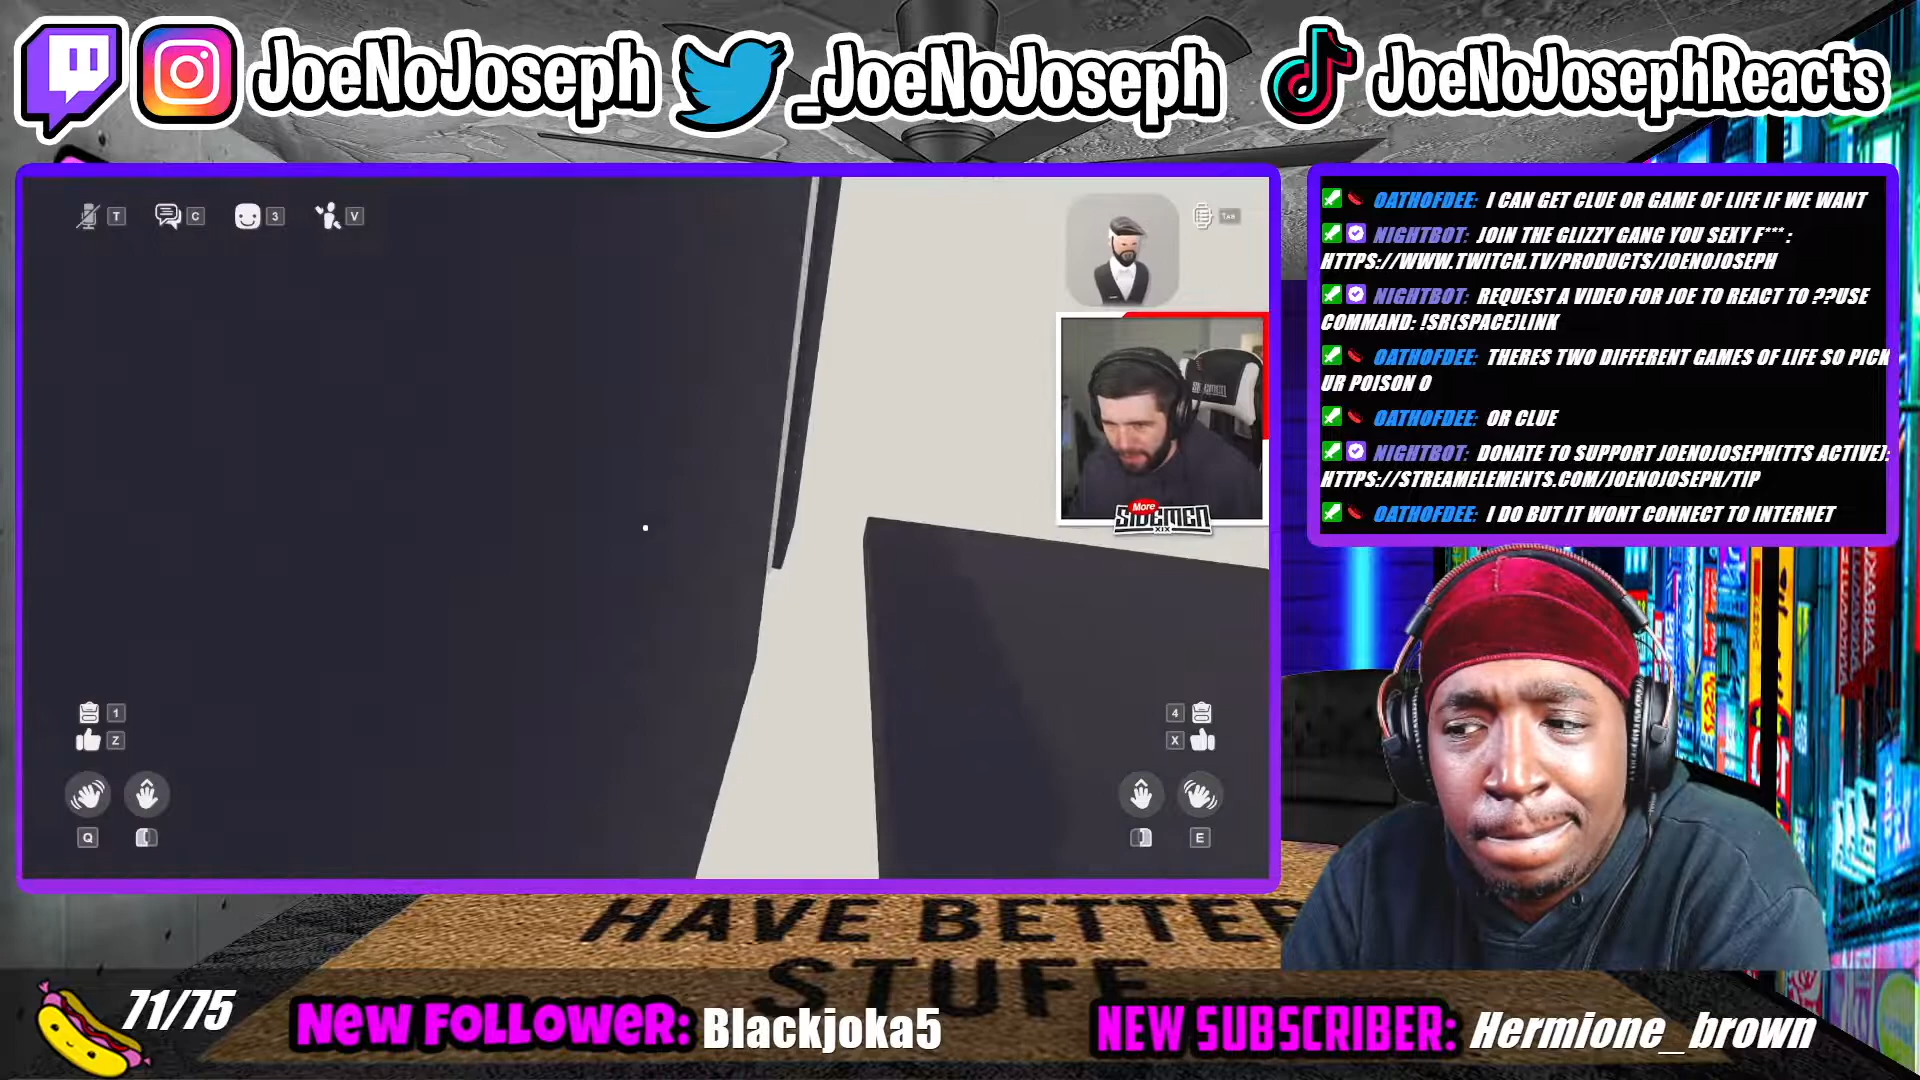 JoeNoJoseph
_JoeNoJoseph
JoeNoJosephReacts
T
C
3
V
TAB
OATHOFDEE: I CAN GET CLUE OR GAME OF LIFE IF WE WANT
NIGHTBOT: JOIN THE GLIZZY GANG YOU SEXY F*** :
HTTPS://WWW.TWITCH.TV/PRODUCTS/JOENOJOSEPH
NIGHTBOT: REQUEST A VIDEO FOR JOE TO REACT TO ??USE
COMMAND: !SR(SPACE)LINK
OATHOFDEE: THERES TWO DIFFERENT GAMES OF LIFE SO PICK
UR POISON O
OATHOFDEE: OR CLUE
NIGHTBOT: DONATE TO SUPPORT JOENOJOSEPH(TTS ACTIVE):
HTTPS://STREAMELEMENTS.COM/JOENOJOSEPH/TIP
OATHOFDEE: I DO BUT IT WONT CONNECT TO INTERNET
SIDEMEN
More
SIDEMEN
XIX
1
Z
4
X
Q
E
HAVE BETTER
STUFF
71/75
NEW FOLLOWER: Blackjoka5
NEW SUBSCRIBER: Hermione_brown